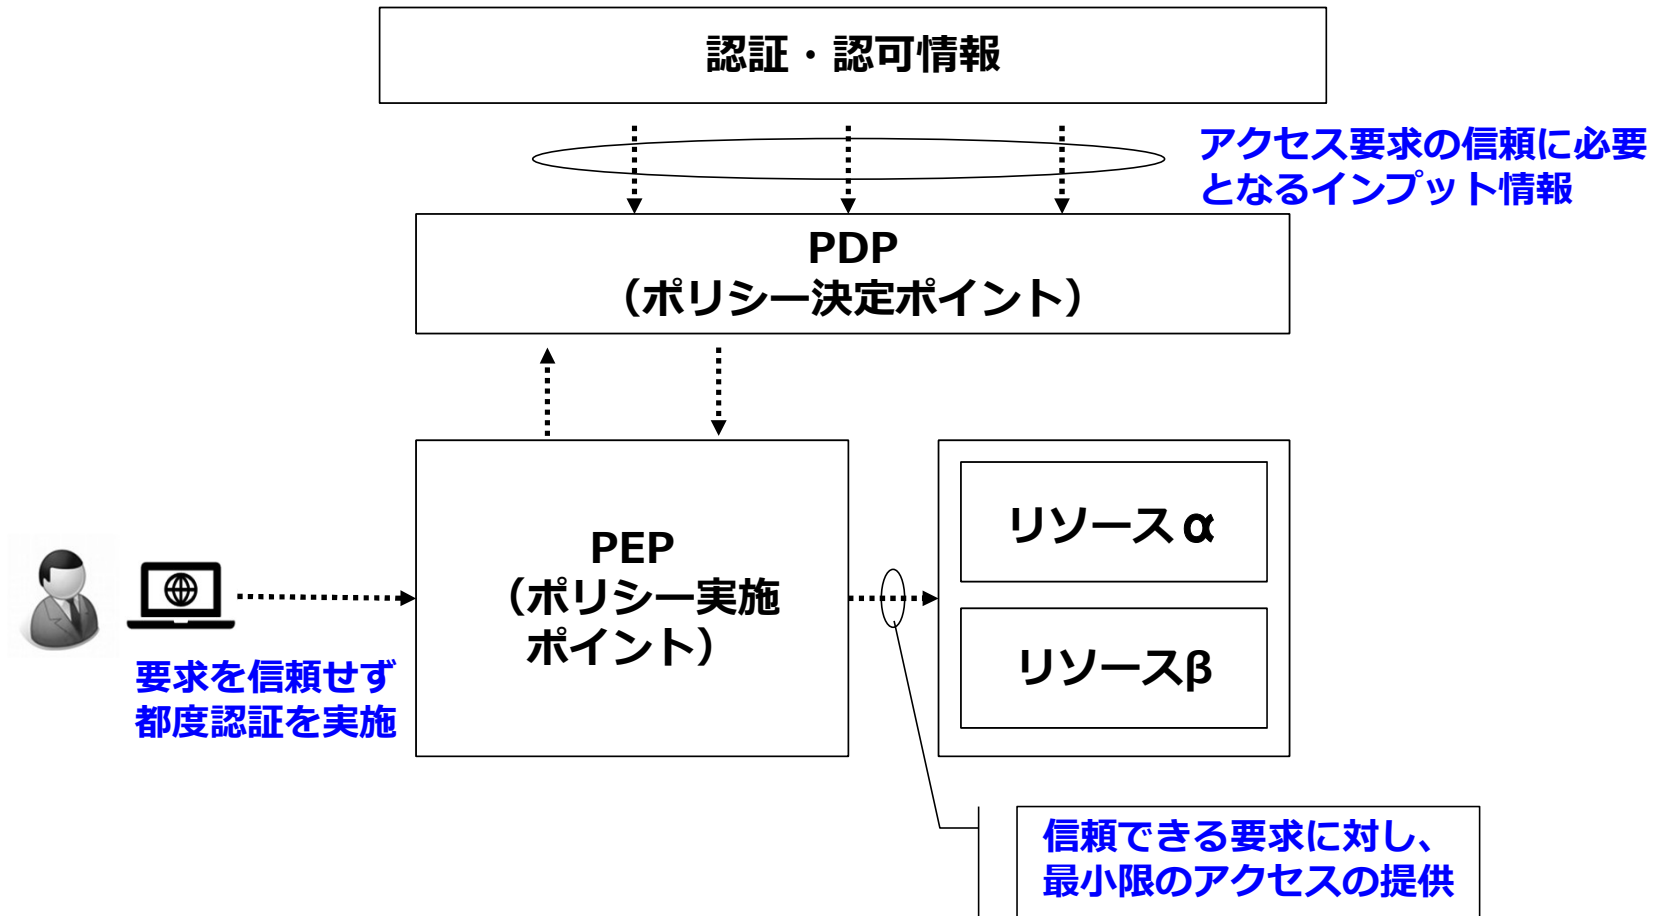 認証・認可情報
アクセス要求の信頼に必要
となるインプット情報
PDP
（ポリシー決定ポイント）
PEP
（ポリシー実施
ポイント）
リソースα
リソースβ
要求を信頼せず
都度認証を実施
信頼できる要求に対し、
最小限のアクセスの提供